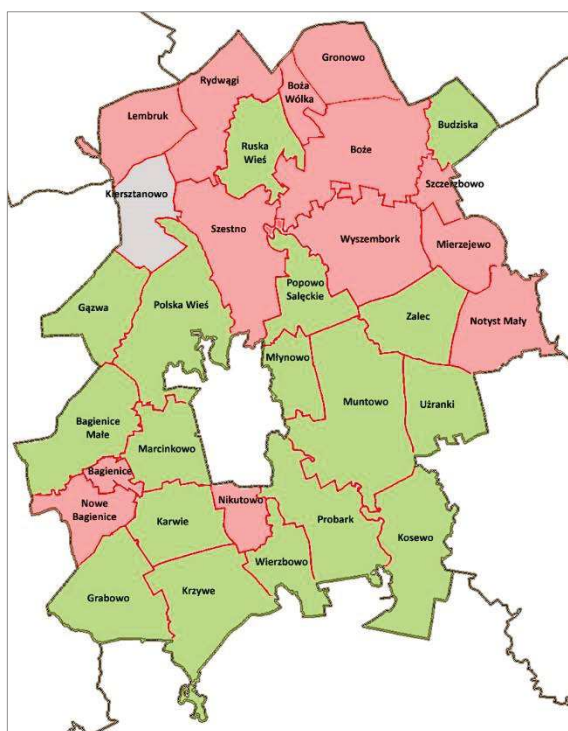 Gronowo
Rydwągi
Boża
Wólka
Lembruk
Budziska
Ruska
Wieś
Boże
Szczerzbowo
Kiersztanowo
Szestno
Wyszembork
Mierzejewo
Popowo
Salęckie
Gązwa
Polska Wieś
Zalec
Notyst Mały
Młynowo
Muntowo
Użranki
Bagienice
Małe
Marcinkowo
Bagienice
Nowe
Bagienice
Nikutowo
Karwie
Probark
Kosewo
Wierzbowo
Grabowo
Krzywe